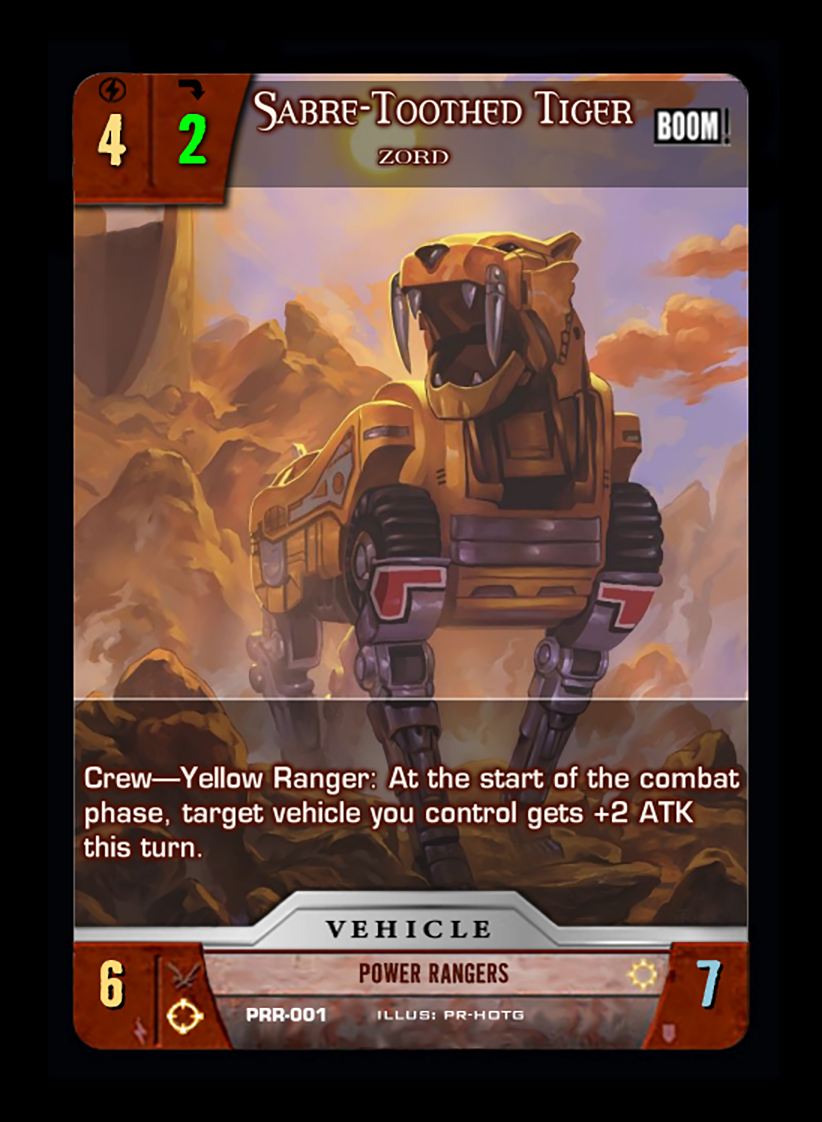 4 2 SABRE-TOOTHED TIGER BOOM!
ZORD
Crew—Yellow Ranger: At the start of the combat
phase, target vehicle you control gets +2 ATK
this turn.
VEHICLE
6 POWER RANGERS 7
PRR-001 ILLUS: PR-HOTG